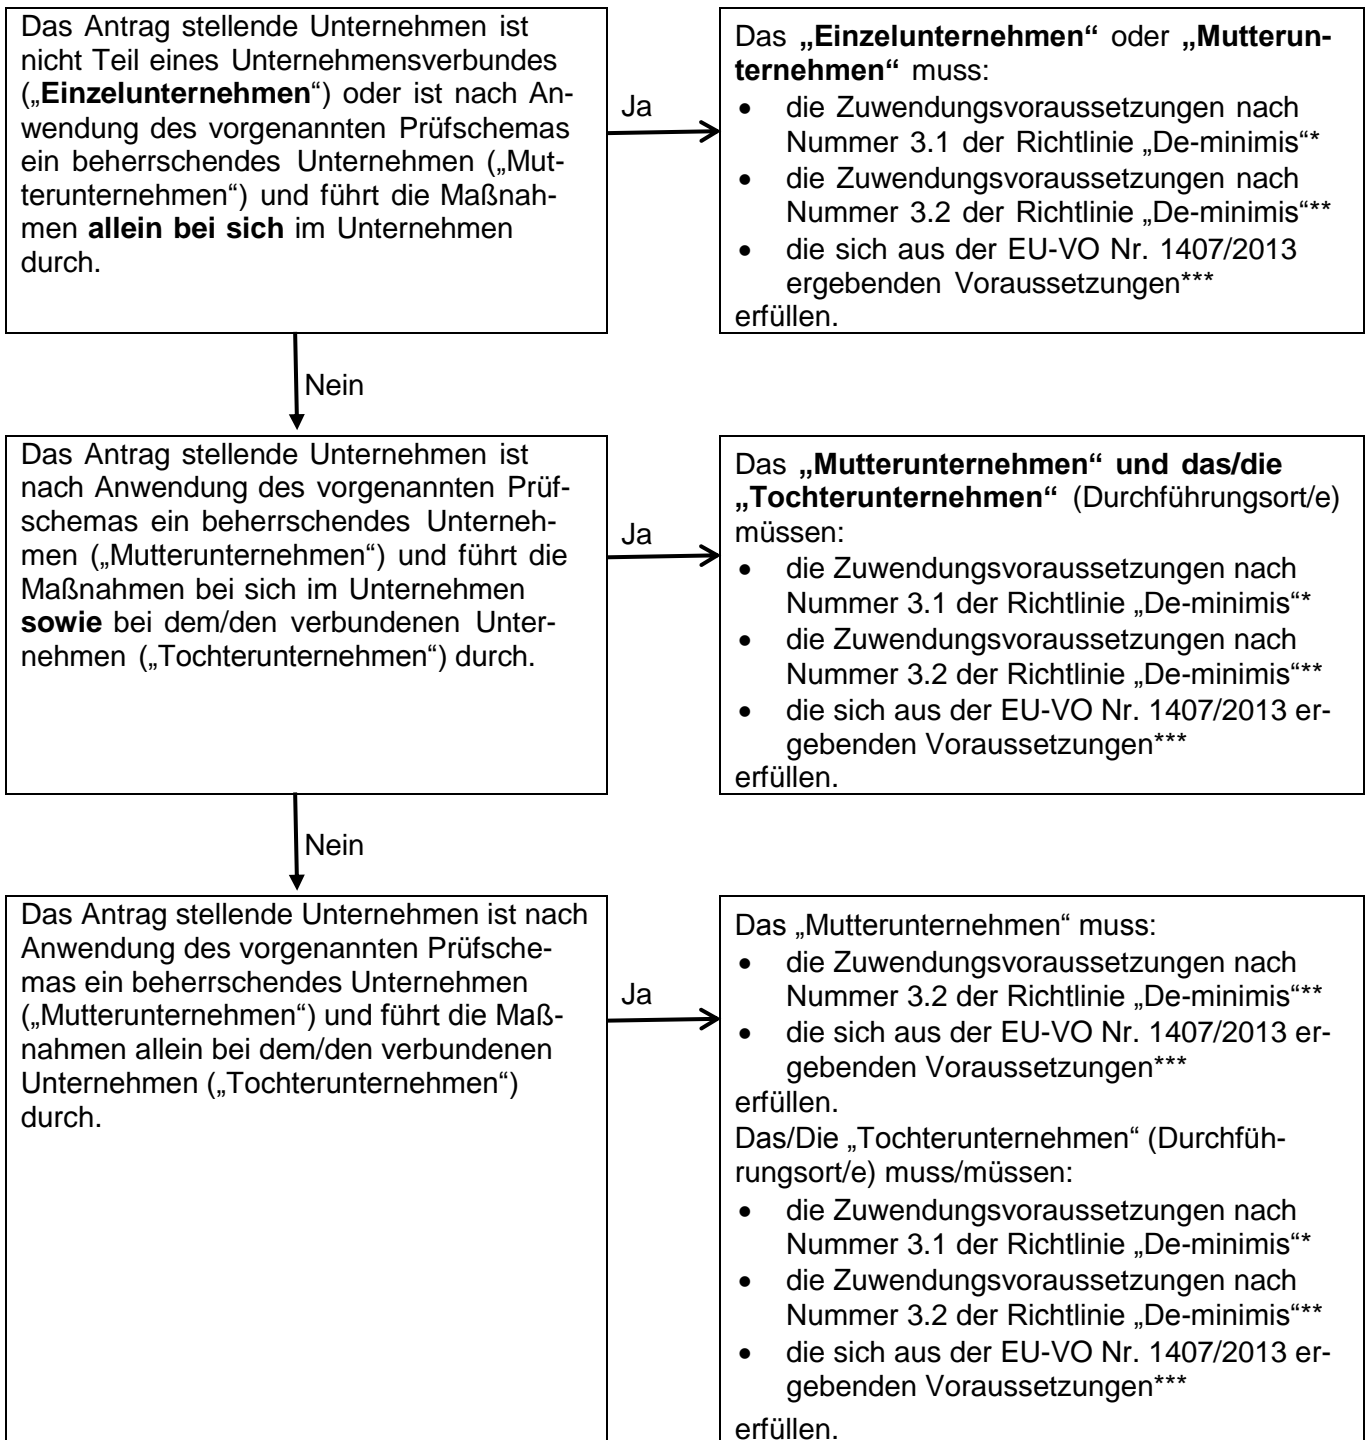 Das Antrag stellende Unternehmen ist
nicht Teil eines Unternehmensverbundes
(„Einzelunternehmen“) oder ist nach An-
wendung des vorgenannten Prüfschemas
ein beherrschendes Unternehmen („Mut-
terunternehmen“) und führt die Maßnah-
men allein bei sich im Unternehmen
durch.
Ja
Das „Einzelunternehmen“ oder „Mutterun-
ternehmen“ muss:
• die Zuwendungsvoraussetzungen nach
Nummer 3.1 der Richtlinie „De-minimis“*
• die Zuwendungsvoraussetzungen nach
Nummer 3.2 der Richtlinie „De-minimis“**
• die sich aus der EU-VO Nr. 1407/2013
ergebenden Voraussetzungen***
erfüllen.
Nein
Das Antrag stellende Unternehmen ist
nach Anwendung des vorgenannten Prüf-
schemas ein beherrschendes Unterneh-
men („Mutterunternehmen“) und führt die
Maßnahmen bei sich im Unternehmen
sowie bei dem/den verbundenen Unter-
nehmen („Tochterunternehmen“) durch.
Ja
Das „Mutterunternehmen“ und das/die
„Tochterunternehmen“ (Durchführungsort/e)
müssen:
• die Zuwendungsvoraussetzungen nach
Nummer 3.1 der Richtlinie „De-minimis“*
• die Zuwendungsvoraussetzungen nach
Nummer 3.2 der Richtlinie „De-minimis“**
• die sich aus der EU-VO Nr. 1407/2013 er-
gebenden Voraussetzungen***
erfüllen.
Nein
Das Antrag stellende Unternehmen ist nach
Anwendung des vorgenannten Prüfsche-
mas ein beherrschendes Unternehmen
(„Mutterunternehmen“) und führt die Maß-
nahmen allein bei dem/den verbundenen
Unternehmen („Tochterunternehmen“)
durch.
Ja
Das „Mutterunternehmen“ muss:
• die Zuwendungsvoraussetzungen nach
Nummer 3.2 der Richtlinie „De-minimis“**
• die sich aus der EU-VO Nr. 1407/2013 er-
gebenden Voraussetzungen***
erfüllen.
Das/Die „Tochterunternehmen“ (Durchfüh-
rungsort/e) muss/müssen:
• die Zuwendungsvoraussetzungen nach
Nummer 3.1 der Richtlinie „De-minimis“*
• die Zuwendungsvoraussetzungen nach
Nummer 3.2 der Richtlinie „De-minimis“**
• die sich aus der EU-VO Nr. 1407/2013 er-
gebenden Voraussetzungen***
erfüllen.